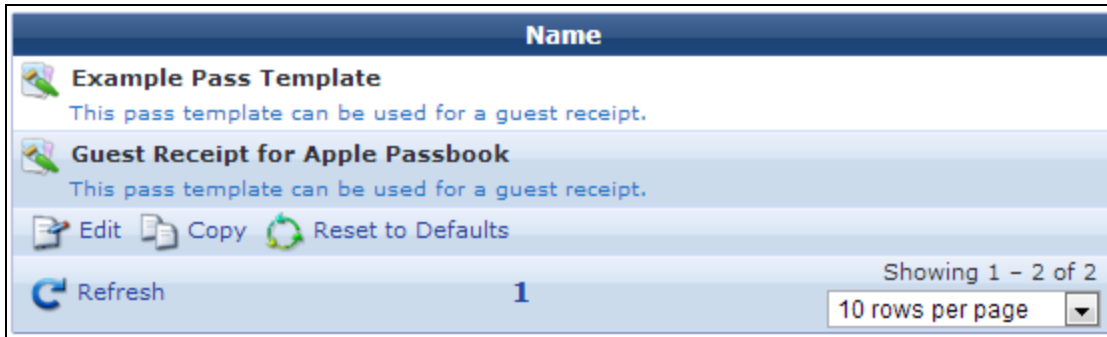 Name
Example Pass Template
This pass template can be used for a guest receipt.
Guest Receipt for Apple Passbook
This pass template can be used for a guest receipt.
Edit Copy Reset to Defaults
Showing 1 – 2 of 2
Refresh 1
10 rows per page